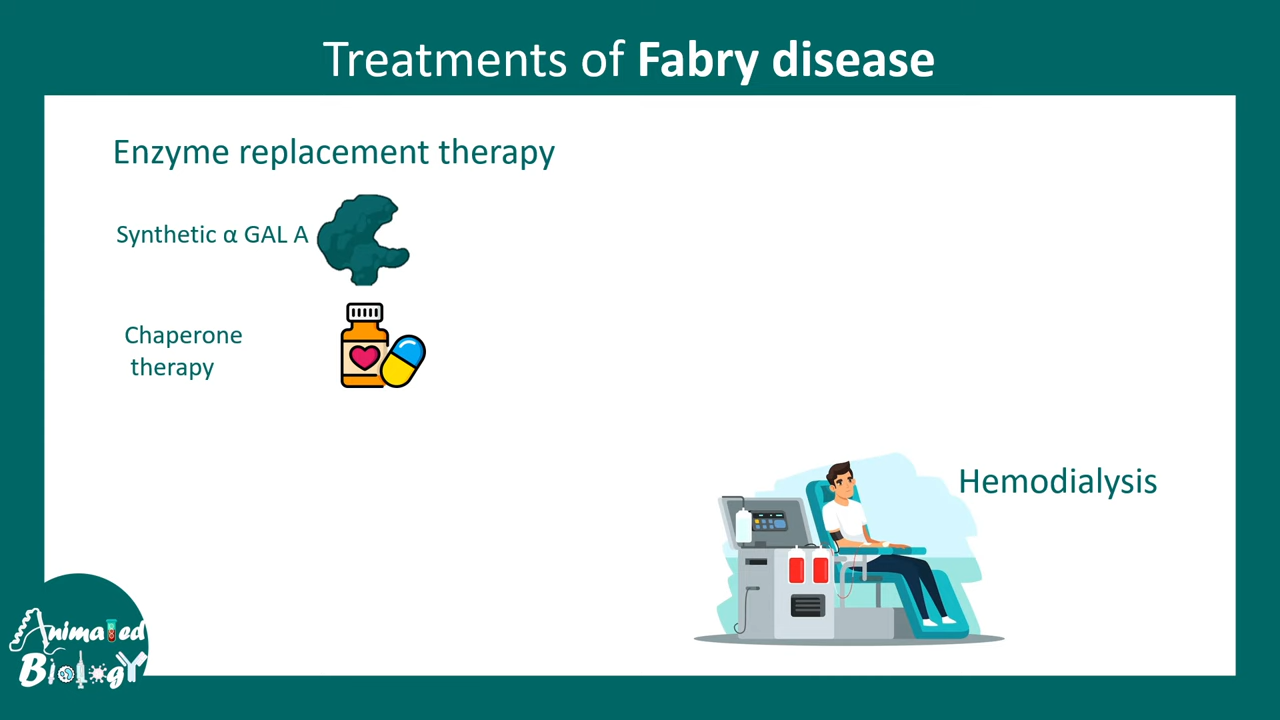 Treatments of Fabry disease
Enzyme replacement therapy
Synthetic α GAL A
Chaperone
therapy
Hemodialysis
Animated
Biology